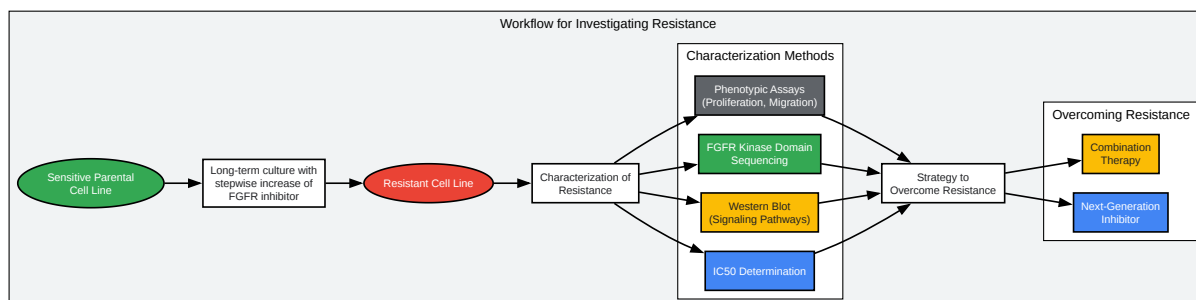 Workflow for Investigating Resistance
Sensitive Parental
Cell Line
Long-term culture with
stepwise increase of
FGFR inhibitor
Resistant Cell Line
Characterization of
Resistance
Characterization Methods
Phenotypic Assays
(Proliferation, Migration)
FGFR Kinase Domain
Sequencing
Western Blot
(Signaling Pathways)
IC50 Determination
Strategy to
Overcome Resistance
Overcoming Resistance
Combination
Therapy
Next-Generation
Inhibitor